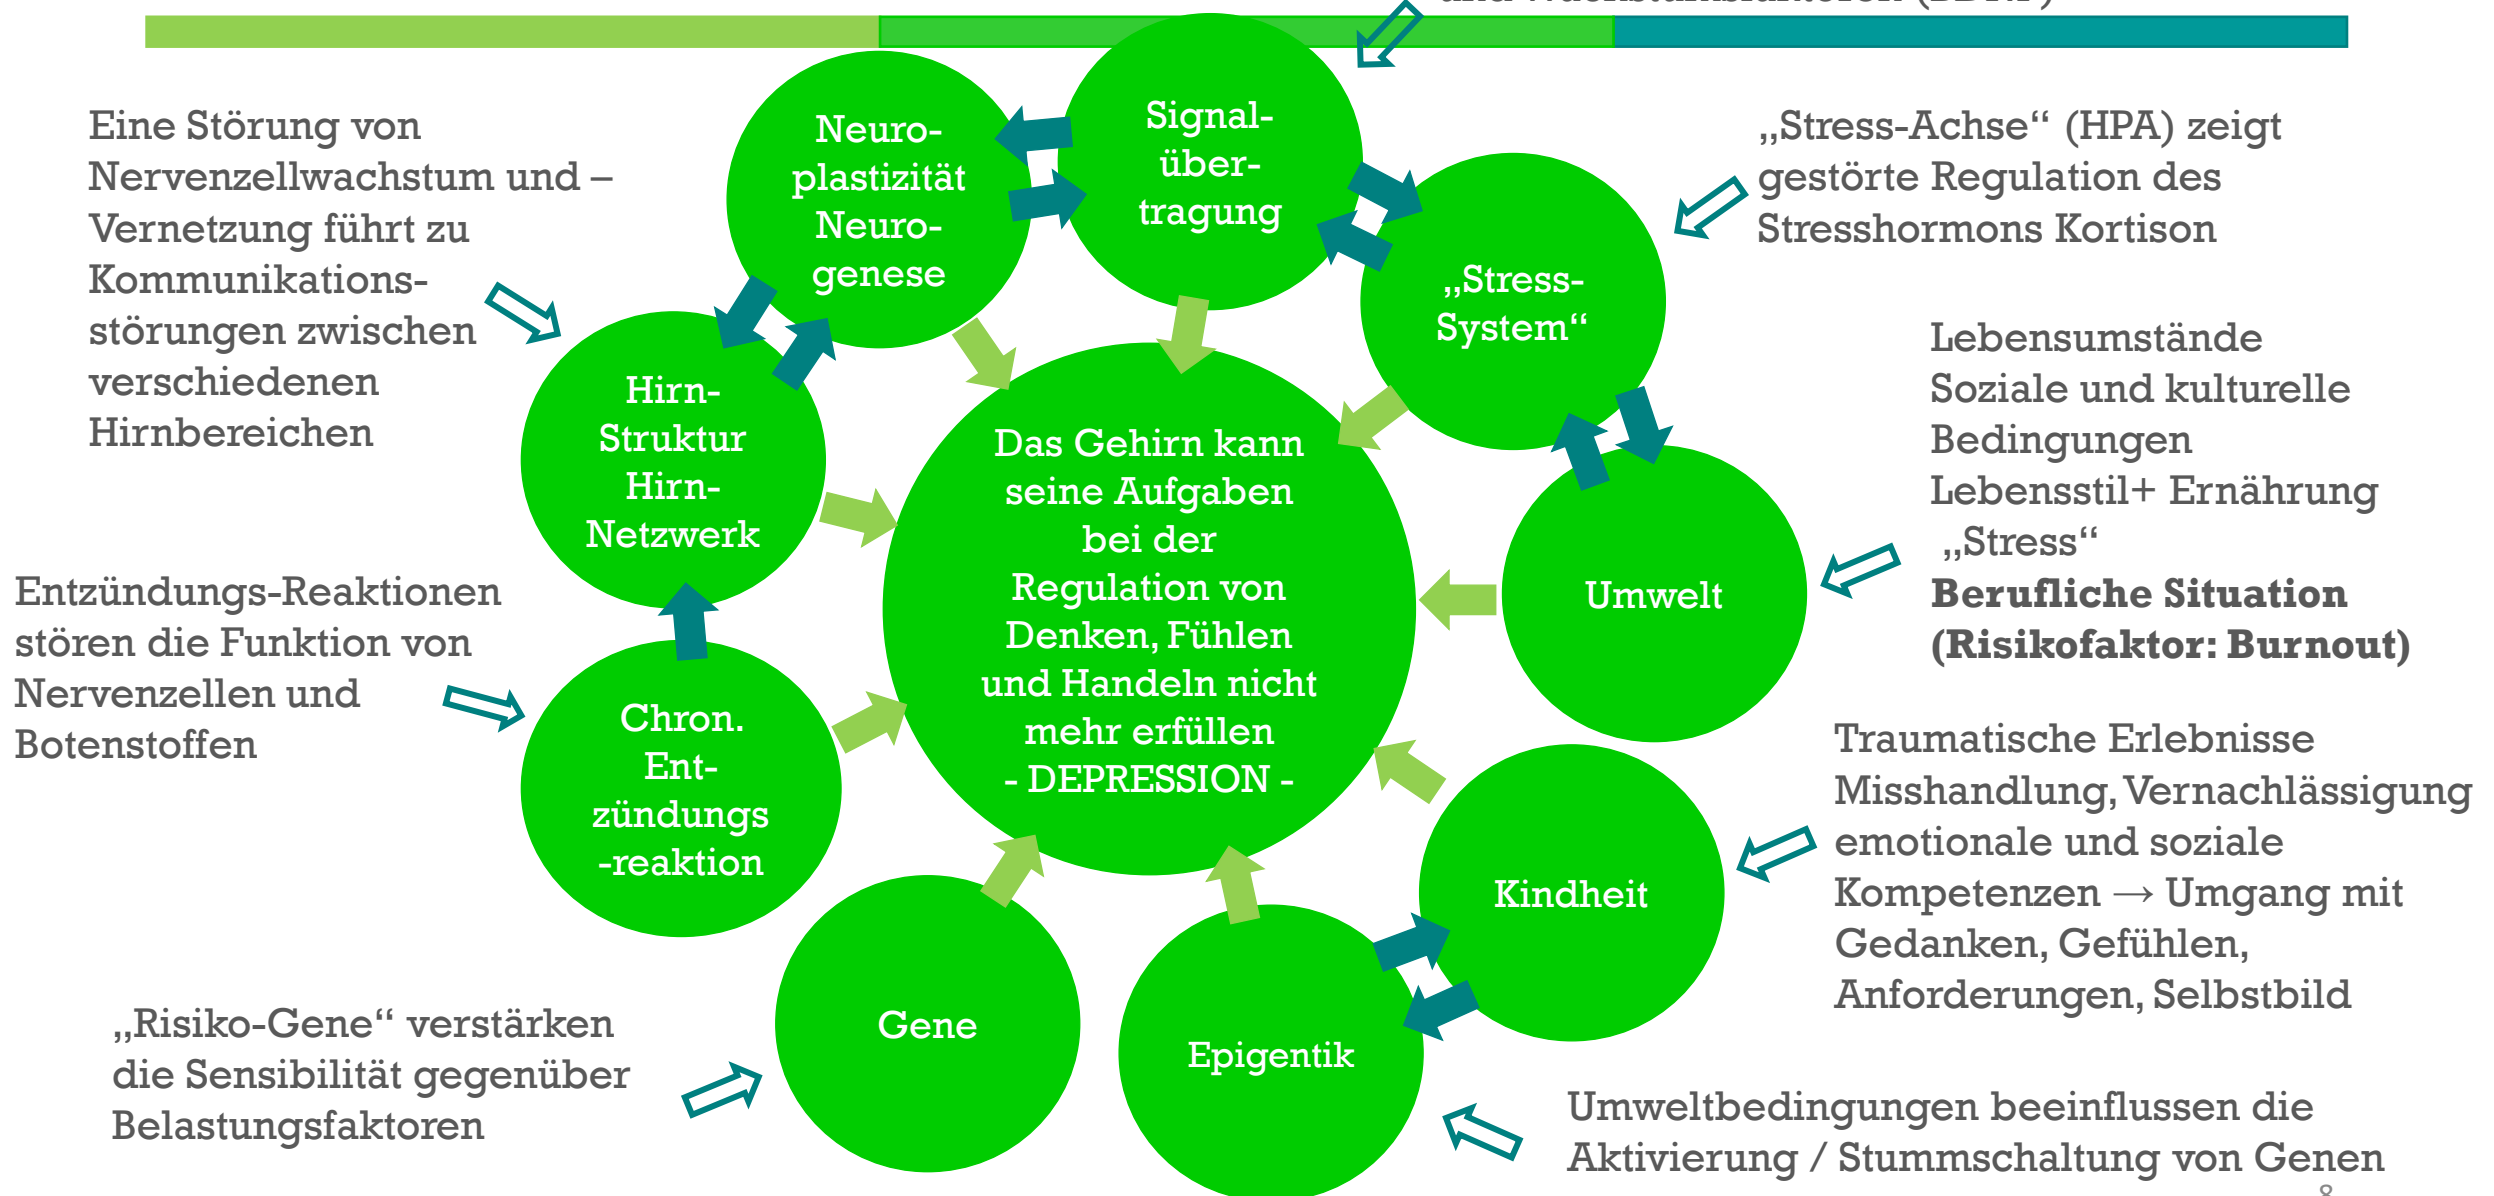 Eine Störung von
Nervenzellwachstum und –
Vernetzung führt zu
Kommunikations-
störungen zwischen
verschiedenen
Hirnbereichen
Entzündungs-Reaktionen
stören die Funktion von
Nervenzellen und
Botenstoffen
„Risiko-Gene“ verstärken
die Sensibilität gegenüber
Belastungsfaktoren
Neuro-
plastizität
Neuro-
genese
Signal-
über-
tragung
„Stress-
System“
Hirn-
Struktur
Hirn-
Netzwerk
Das Gehirn kann
seine Aufgaben
bei der
Regulation von
Denken, Fühlen
und Handeln nicht
mehr erfüllen
- DEPRESSION -
Umwelt
Chron.
Ent-
zündungs
-reaktion
Kindheit
Gene
Epigentik
„Stress-Achse“ (HPA) zeigt
gestörte Regulation des
Stresshormons Kortison
Lebensumstände
Soziale und kulturelle
Bedingungen
Lebensstil+ Ernährung
„Stress“
Berufliche Situation
(Risikofaktor: Burnout)
Traumatische Erlebnisse
Misshandlung, Vernachlässigung
emotionale und soziale
Kompetenzen → Umgang mit
Gedanken, Gefühlen,
Anforderungen, Selbstbild
Umweltbedingungen beeinflussen die
Aktivierung / Stummschaltung von Genen